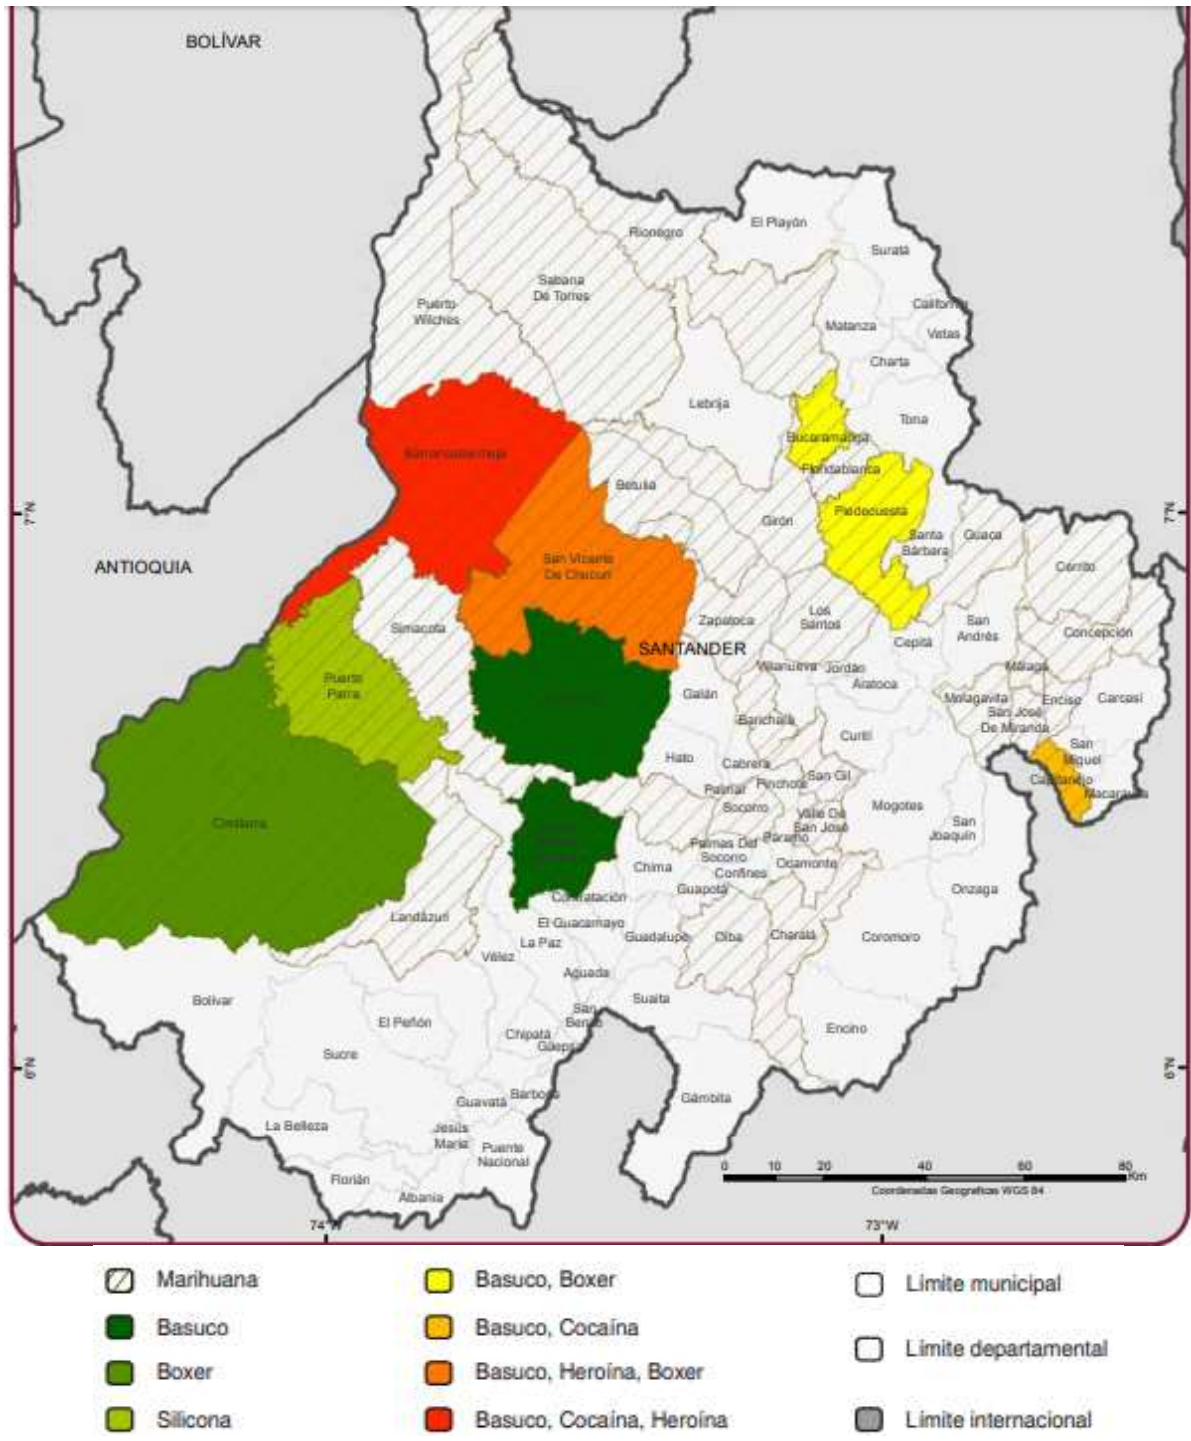 BOLÍVAR
El Playón
Rionegro
Suratá
Sabana
De Torres
California
Puerto
Wilches
Matanza
Vetas
Charta
Lebrija
Tona
Bucaramanga
Barrancabermeja
Floridablanca
Betulia
7°N
Piedecuesta
7°N
Girón
Santa
Bárbara
Guaca
San Vicente
De Chucurí
ANTIOQUIA
Cerrito
Los
Santos
Zapatoca
San
Andrés
Simacota
Concepción
Cepitá
SANTANDER
Villanueva
Jordán
Málaga
Aratoca
Puerto
Parra
Galán
Molagavita
Enciso
Carcasí
San José
De Miranda
Barichara
Curití
San
Miguel
Hato
Cabrera
Capitanejo
Macaravita
Pinchote
San Gil
Palmar
Socorro
Mogotes
Valle De
San José
Cimitarra
San
Joaquín
Páramo
Palmas Del
Socorro
Ocamonte
Chima
Confines
Guapotá
Onzaga
Contratación
Landázuri
El Guacamayo
Guadalupe
Oiba
Charalá
Coromoro
La Paz
Vélez
Aguada
Bolívar
Suaita
San
Benito
El Peñón
Encino
Chipatá
Güepsa
Sucre
6°N
6°N
Barbosa
Guavatá
Gámbita
La Belleza
Jesús
María
Puente
Nacional
Florián
Albania
0 10 20 40 60 80
Km
Coordenadas Geográficas WGS 84
74°W
73°W
Marihuana
Basuco
Boxer
Silicona
Basuco, Boxer
Basuco, Cocaína
Basuco, Heroína, Boxer
Basuco, Cocaína, Heroína
Límite municipal
Límite departamental
Límite internacional